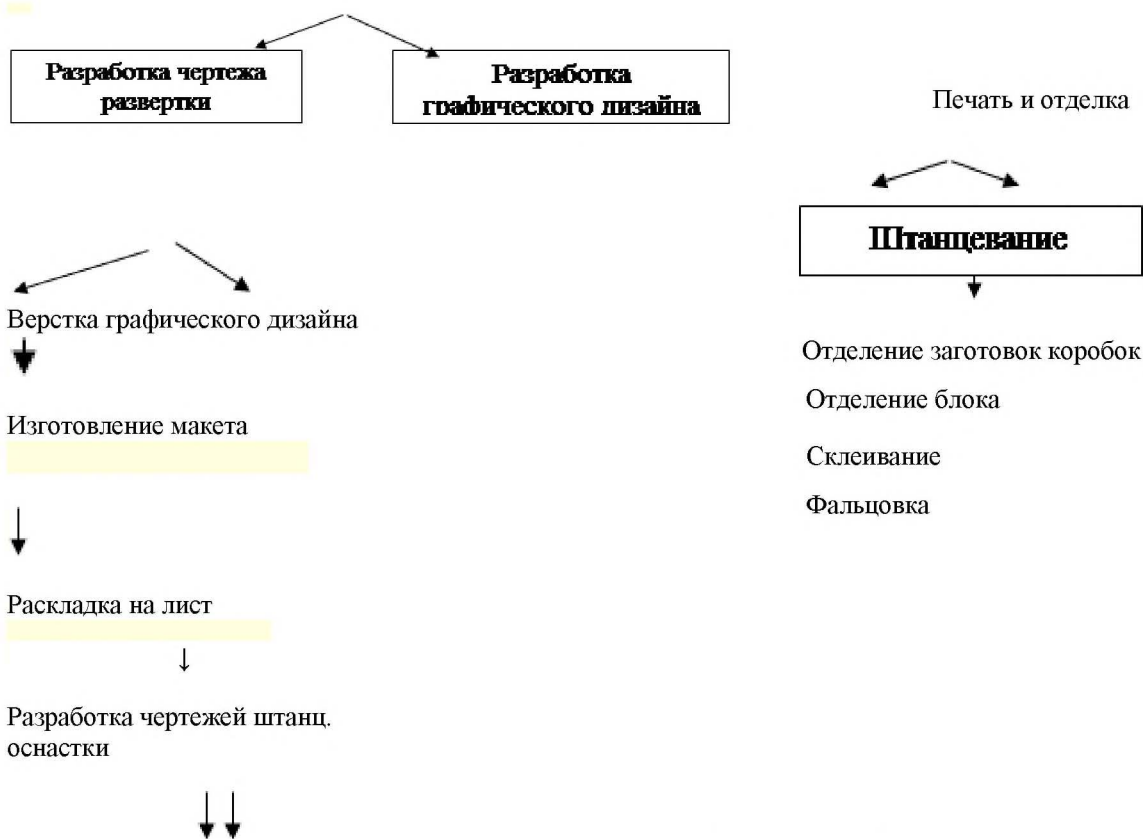 Разработка чертежа
развертки
Разработка
графического дизайна
Верстка графического дизайна
Изготовление макета
Раскладка на лист
Разработка чертежей штанц.
оснастки
Печать и отделка
Штанцевание
Отделение заготовок коробок
Отделение блока
Склеивание
Фальцовка